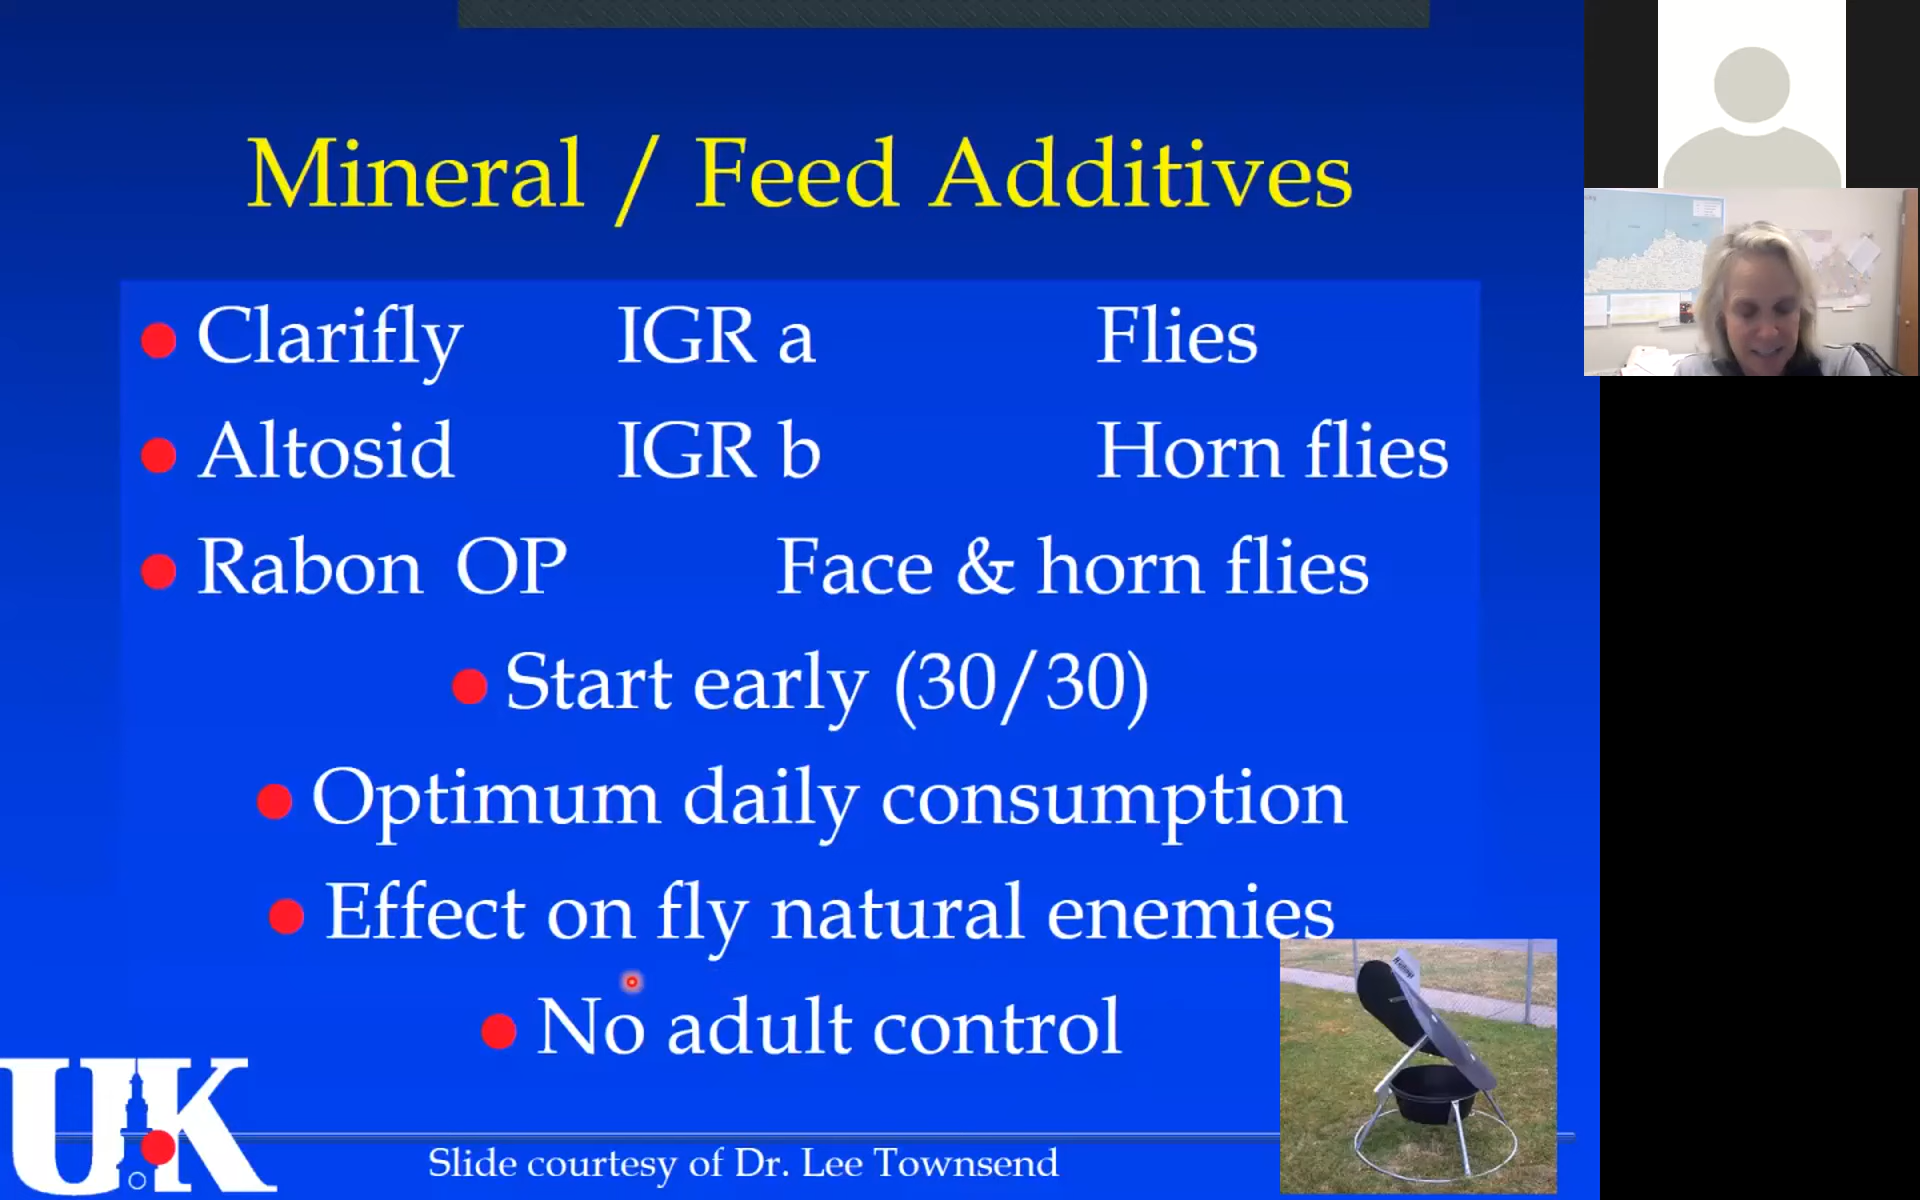 Mineral / Feed Additives
Clarifly IGR a Flies
Altosid IGR b Horn flies
Rabon OP Face & horn flies
Start early (30/30)
Optimum daily consumption
Effect on fly natural enemies
No adult control
UK
Slide courtesy of Dr. Lee Townsend